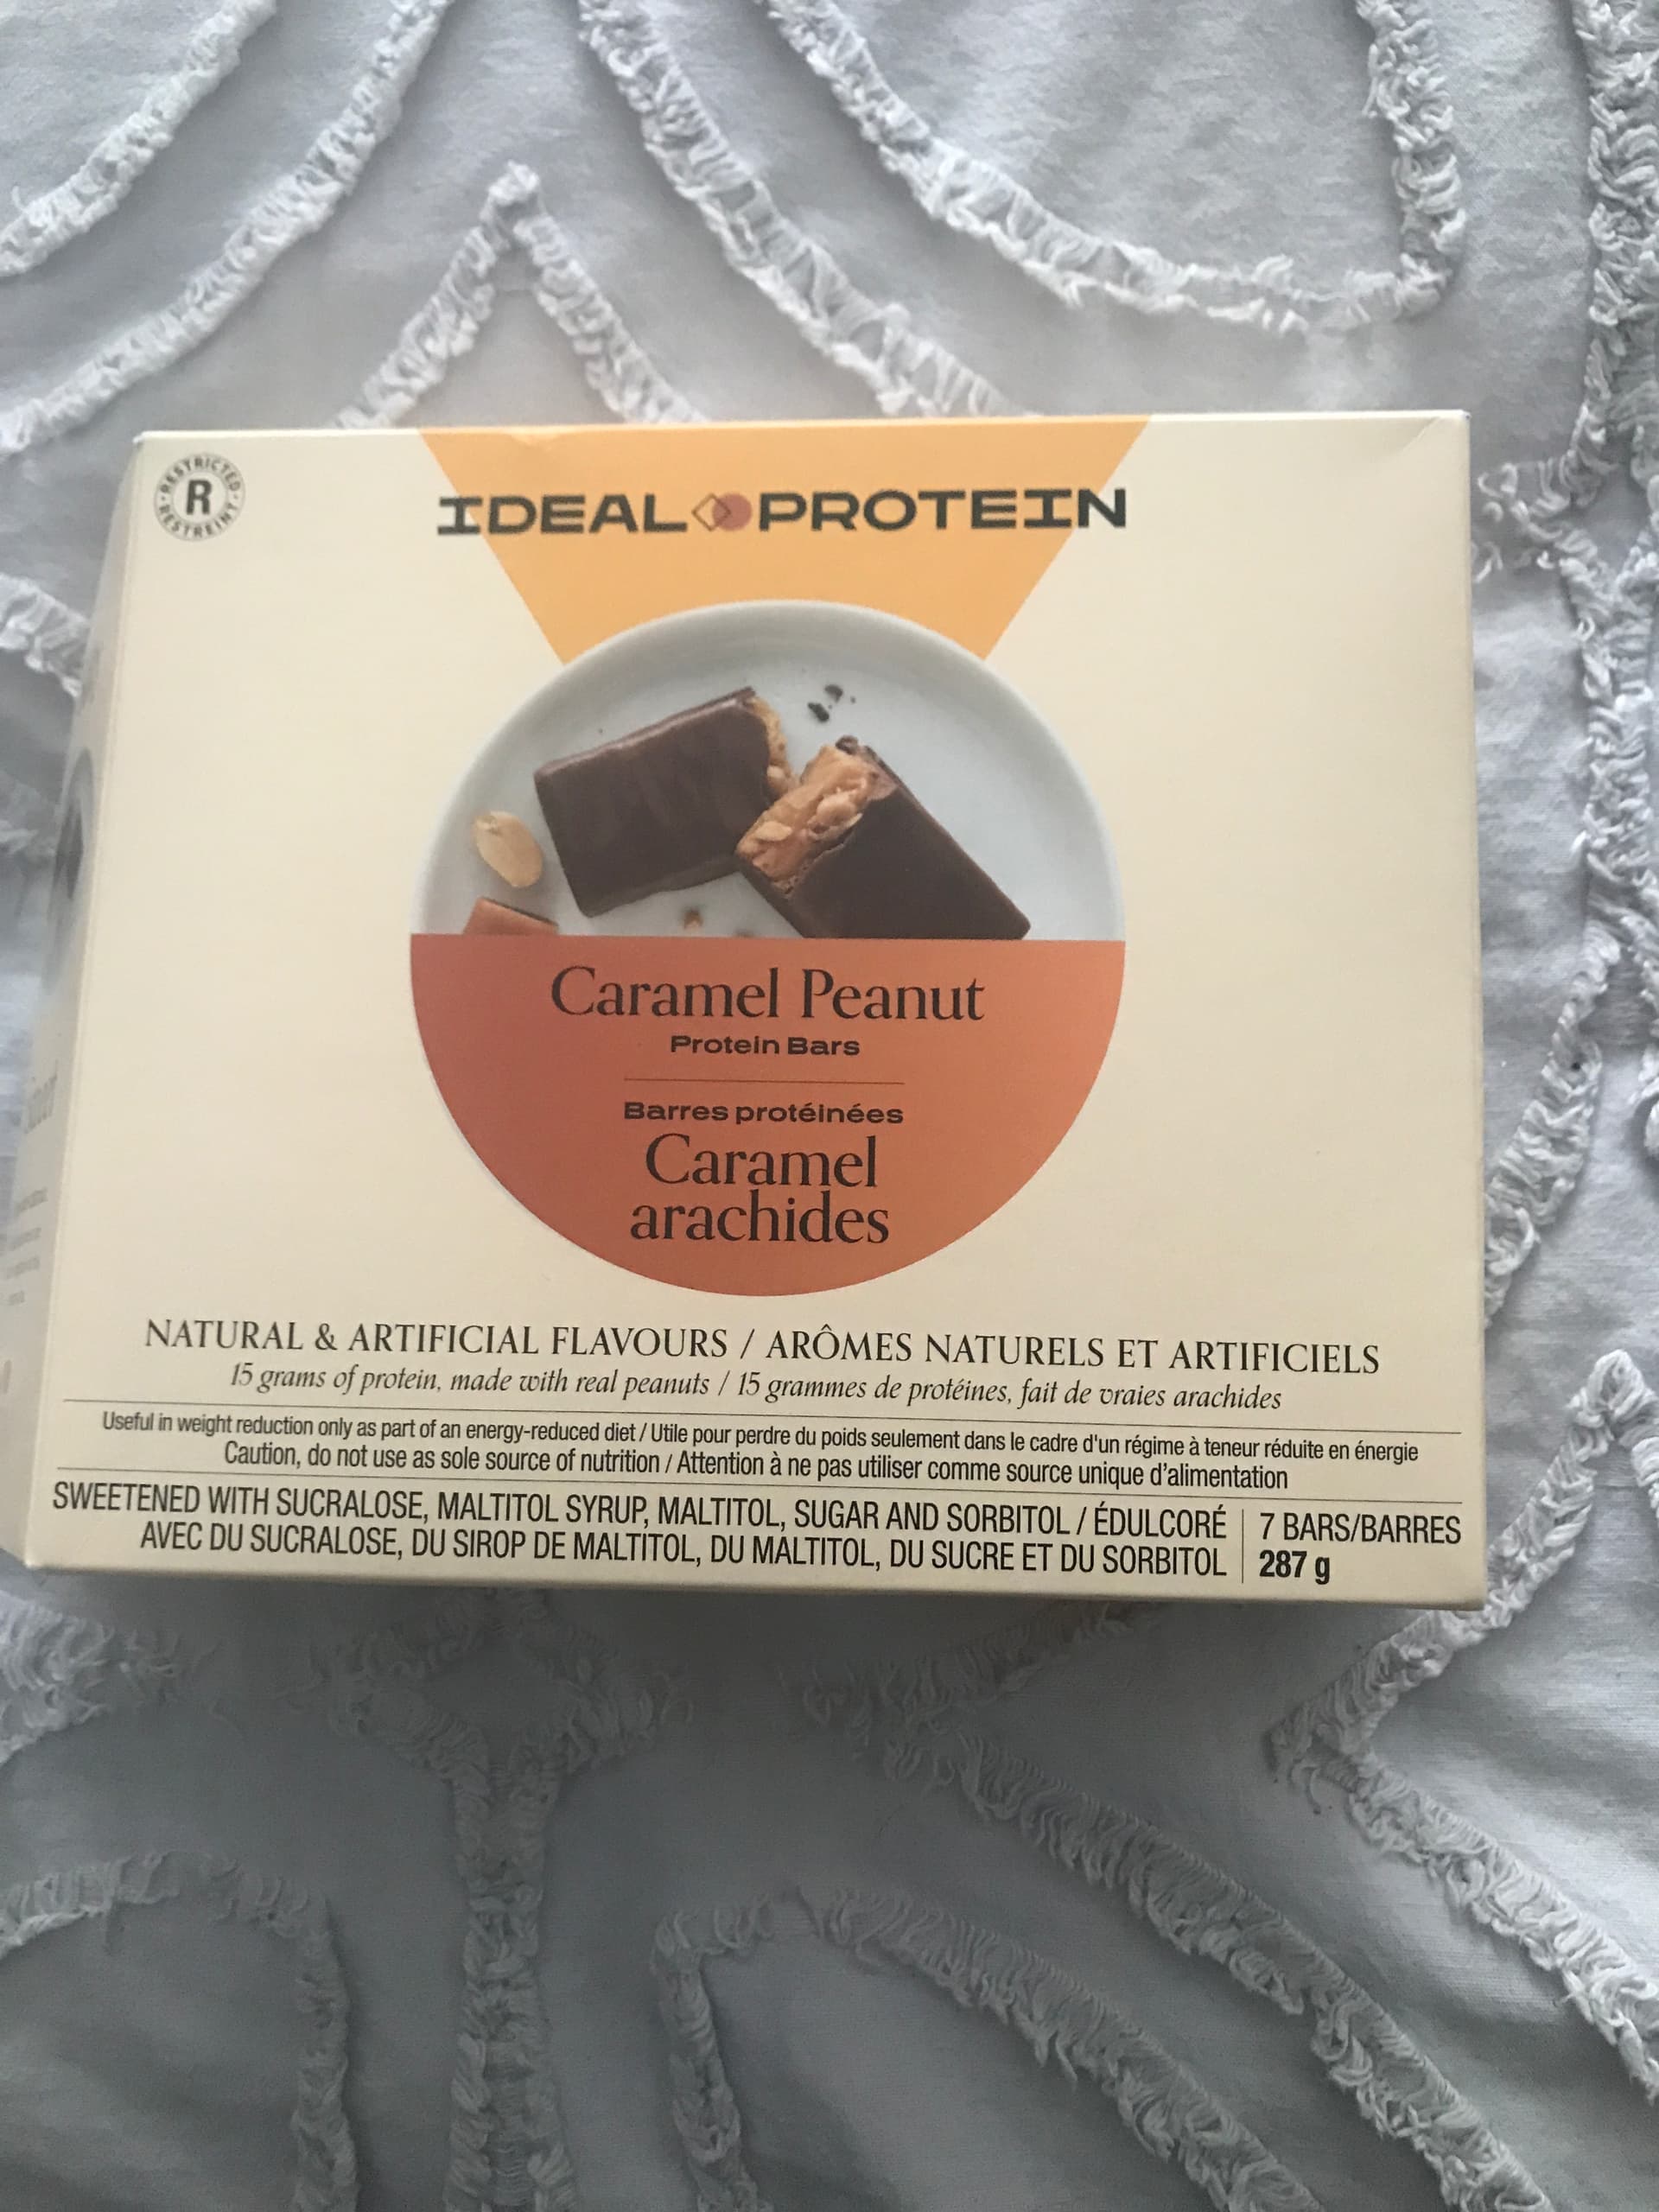 RESTRICTED
R
RESTREINT
IDEAL PROTEIN
Caramel Peanut
Protein Bars
Barres protéinées
Caramel
arachides
NATURAL & ARTIFICIAL FLAVOURS / ARÔMES NATURELS ET ARTIFICIELS
15 grams of protein, made with real peanuts / 15 grammes de protéines, fait de vraies arachides
Useful in weight reduction only as part of an energy-reduced diet / Utile pour perdre du poids seulement dans le cadre d'un régime à teneur réduite en énergie
Caution, do not use as sole source of nutrition / Attention à ne pas utiliser comme source unique d'alimentation
SWEETENED WITH SUCRALOSE, MALTITOL SYRUP, MALTITOL, SUGAR AND SORBITOL / ÉDULCORÉ
AVEC DU SUCRALOSE, DU SIROP DE MALTITOL, DU MALTITOL, DU SUCRE ET DU SORBITOL
7 BARS/BARRES
287 g